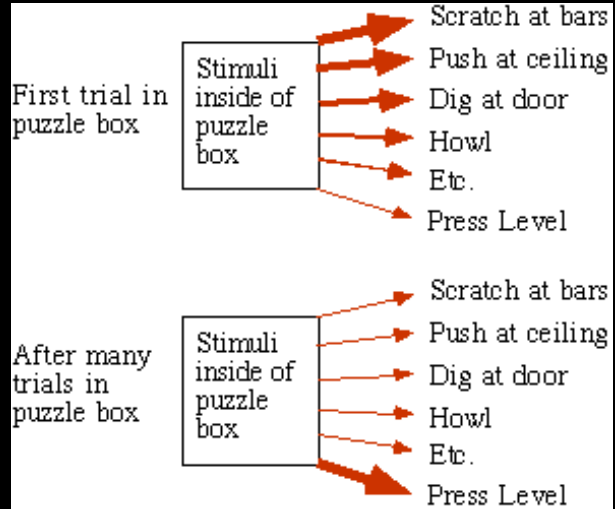 Scratch at bars
Push at ceiling
First trial in
puzzle box
Stimuli
inside of
puzzle
box
Dig at door
Howl
Etc.
Press Level
Scratch at bars
Push at ceiling
After many
trials in
puzzle box
Stimuli
inside of
puzzle
box
Dig at door
Howl
Etc.
Press Level